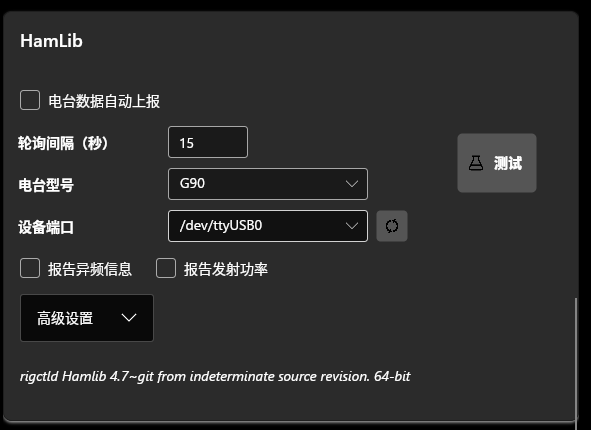 HamLib
电台数据自动上报
轮询间隔（秒） 15
测试
电台型号 G90
设备端口 /dev/ttyUSB0
报告异频信息 报告发射功率
高级设置
rigctld Hamlib 4.7~git from indeterminate source revision. 64-bit